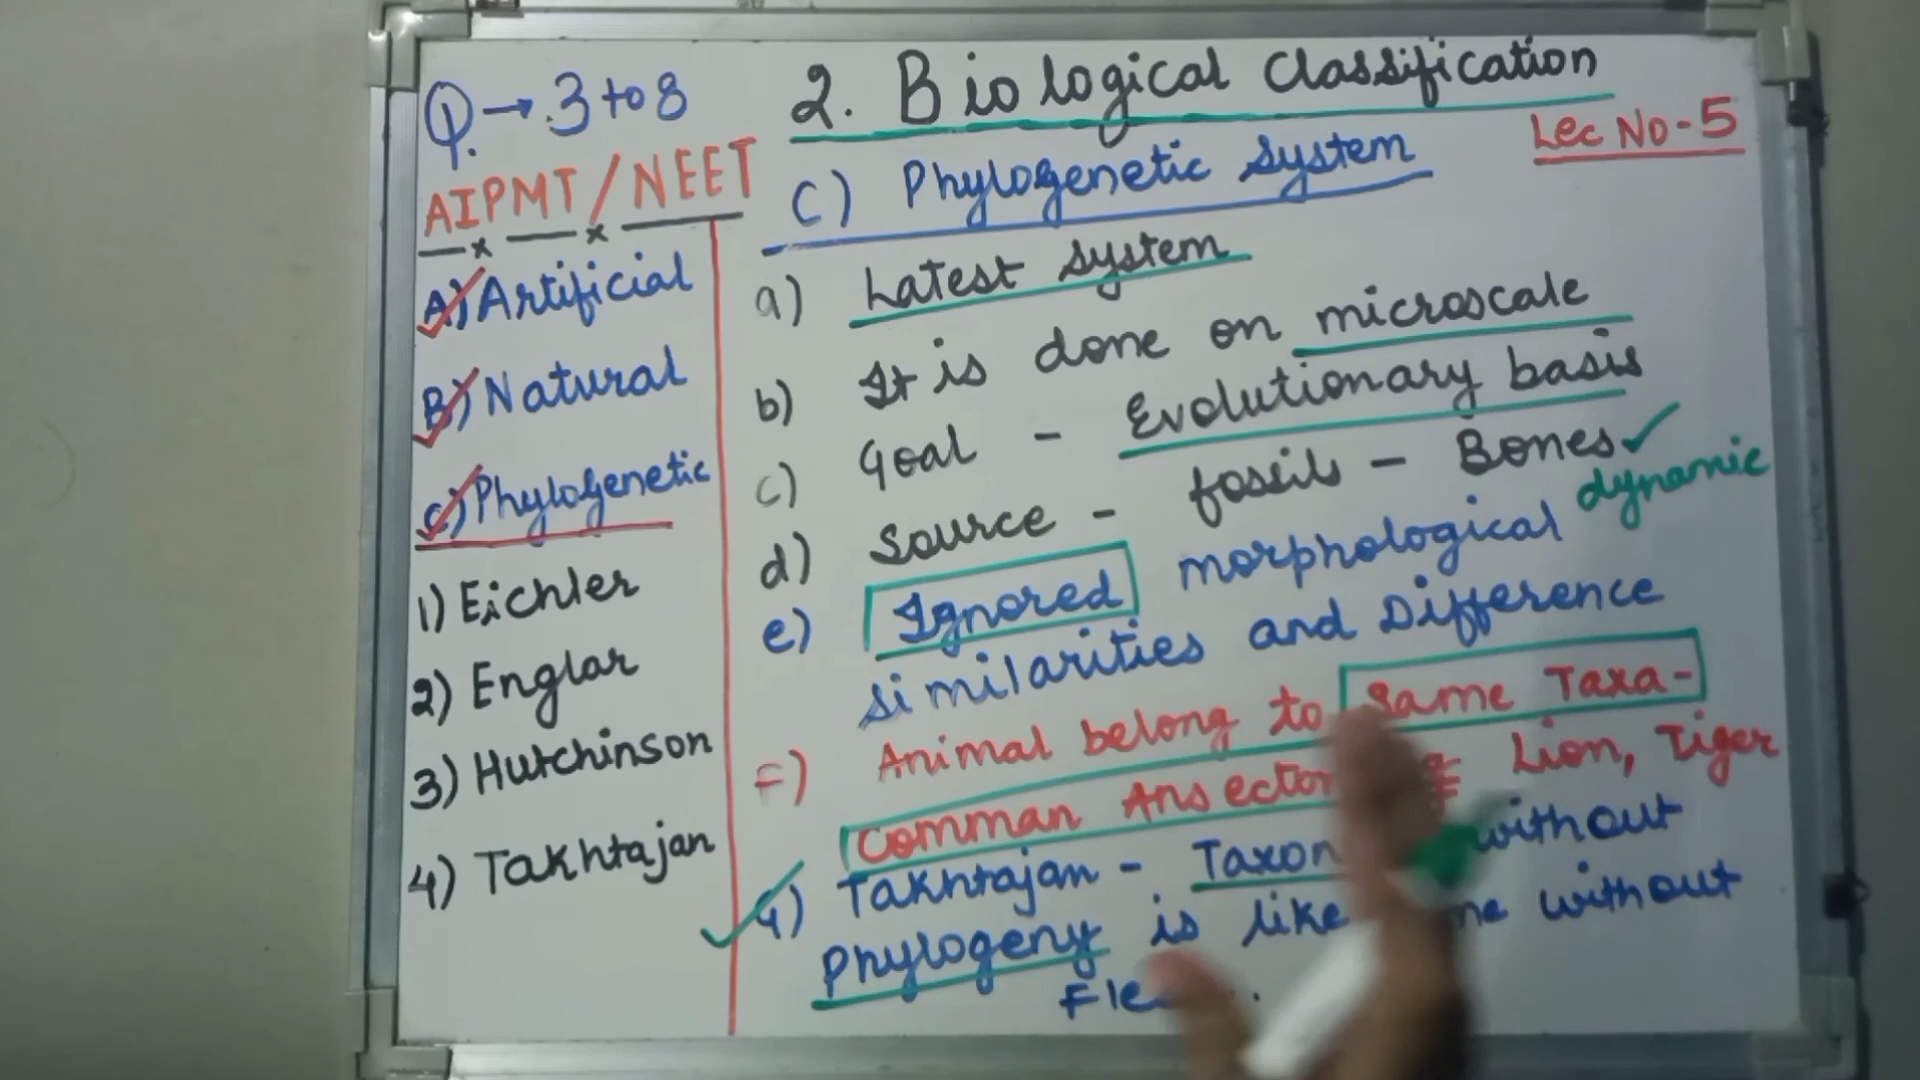 Q. → 3 to 8
AIPMT / NEET
A) Artificial
B) Natural
C) Phylogenetic
1) Eichler
2) Englar
3) Hutchinson
4) Takhtajan
2. Biological Classification
Lec No - 5
C) Phylogenetic System
a) Latest System
b) It is done on microscale
c) Goal - Evolutionary basis
d) Source - fossils - Bones
dynamic
e) Ignored morphological
similarities and Difference
F) Animal belong to same Taxa -
Comman Ansector Lion, Tiger
G) Takhtajan - without
Phylogeny is like without